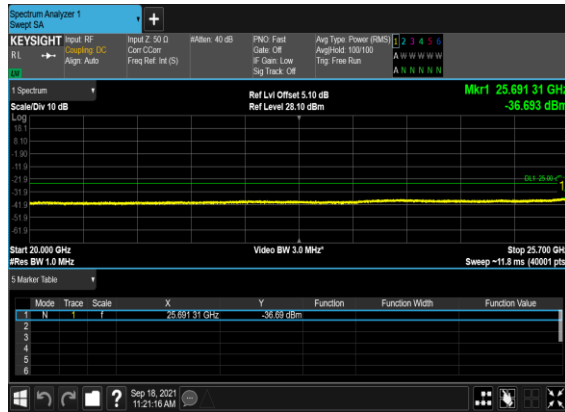 Spectrum Analyzer 1
Swept SA
+
KEYSIGHT
RL
LU
Input: RF
Coupling: DC
Align: Auto
Input Z: 50 Ω
Corr CCorr
Freq Ref: Int (S)
#Atten: 40 dB
PNO: Fast
Gate: Off
IF Gain: Low
Sig Track: Off
Avg Type: Power (RMS)
Avg|Hold: 100/100
Trig: Free Run
1 2 3 4 5 6
A W W W W W
A N N N N N
1 Spectrum
Scale/Div 10 dB
Ref Lvl Offset 5.10 dB
Ref Level 28.10 dBm
Mkr1 25.691 31 GHz
-36.693 dBm
Log
18.1
8.10
-1.90
-11.9
-21.9
-31.9
-41.9
-51.9
-61.9
DL1 -25.00
1
Start 20.000 GHz
#Res BW 1.0 MHz
Video BW 3.0 MHz*
Stop 25.700 GHz
Sweep ~11.8 ms (40001 pts)
5 Marker Table
Mode Trace Scale X Y Function Function Width Function Value
1 N 1 f 25.691 31 GHz -36.69 dBm
2
3
4
5
6
?
Sep 18, 2021
11:21:16 AM